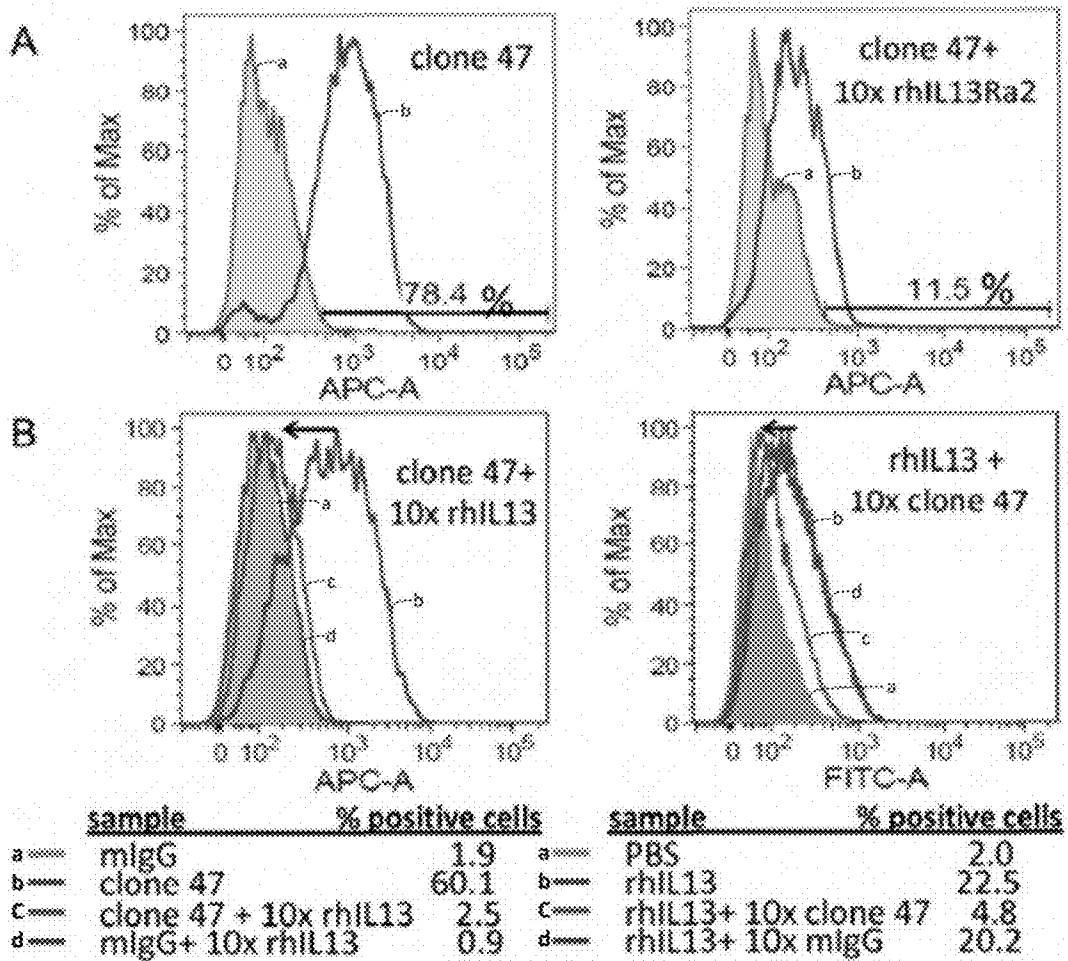 A
% of Max
100
80
60
40
20
0
a
b
clone 47
78.4 %
0 10² 10³ 10⁴ 10⁵
APC-A
% of Max
100
80
60
40
20
0
clone 47+
10x rhIL13Ra2
a
b
11.5 %
0 10² 10³ 10⁴ 10⁵
APC-A
B
% of Max
100
80
60
40
20
0
clone 47+
10x rhIL13
a
c
b
d
0 10² 10³ 10⁴ 10⁵
APC-A
% of Max
100
80
60
40
20
0
rhIL13 +
10x clone 47
b
d
c
a
0 10² 10³ 10⁴ 10⁵
FITC-A
sample % positive cells
a mIgG 1.9
b clone 47 60.1
c clone 47 + 10x rhIL13 2.5
d mIgG+ 10x rhIL13 0.9
sample % positive cells
a PBS 2.0
b rhIL13 22.5
c rhIL13+ 10x clone 47 4.8
d rhIL13+ 10x mIgG 20.2